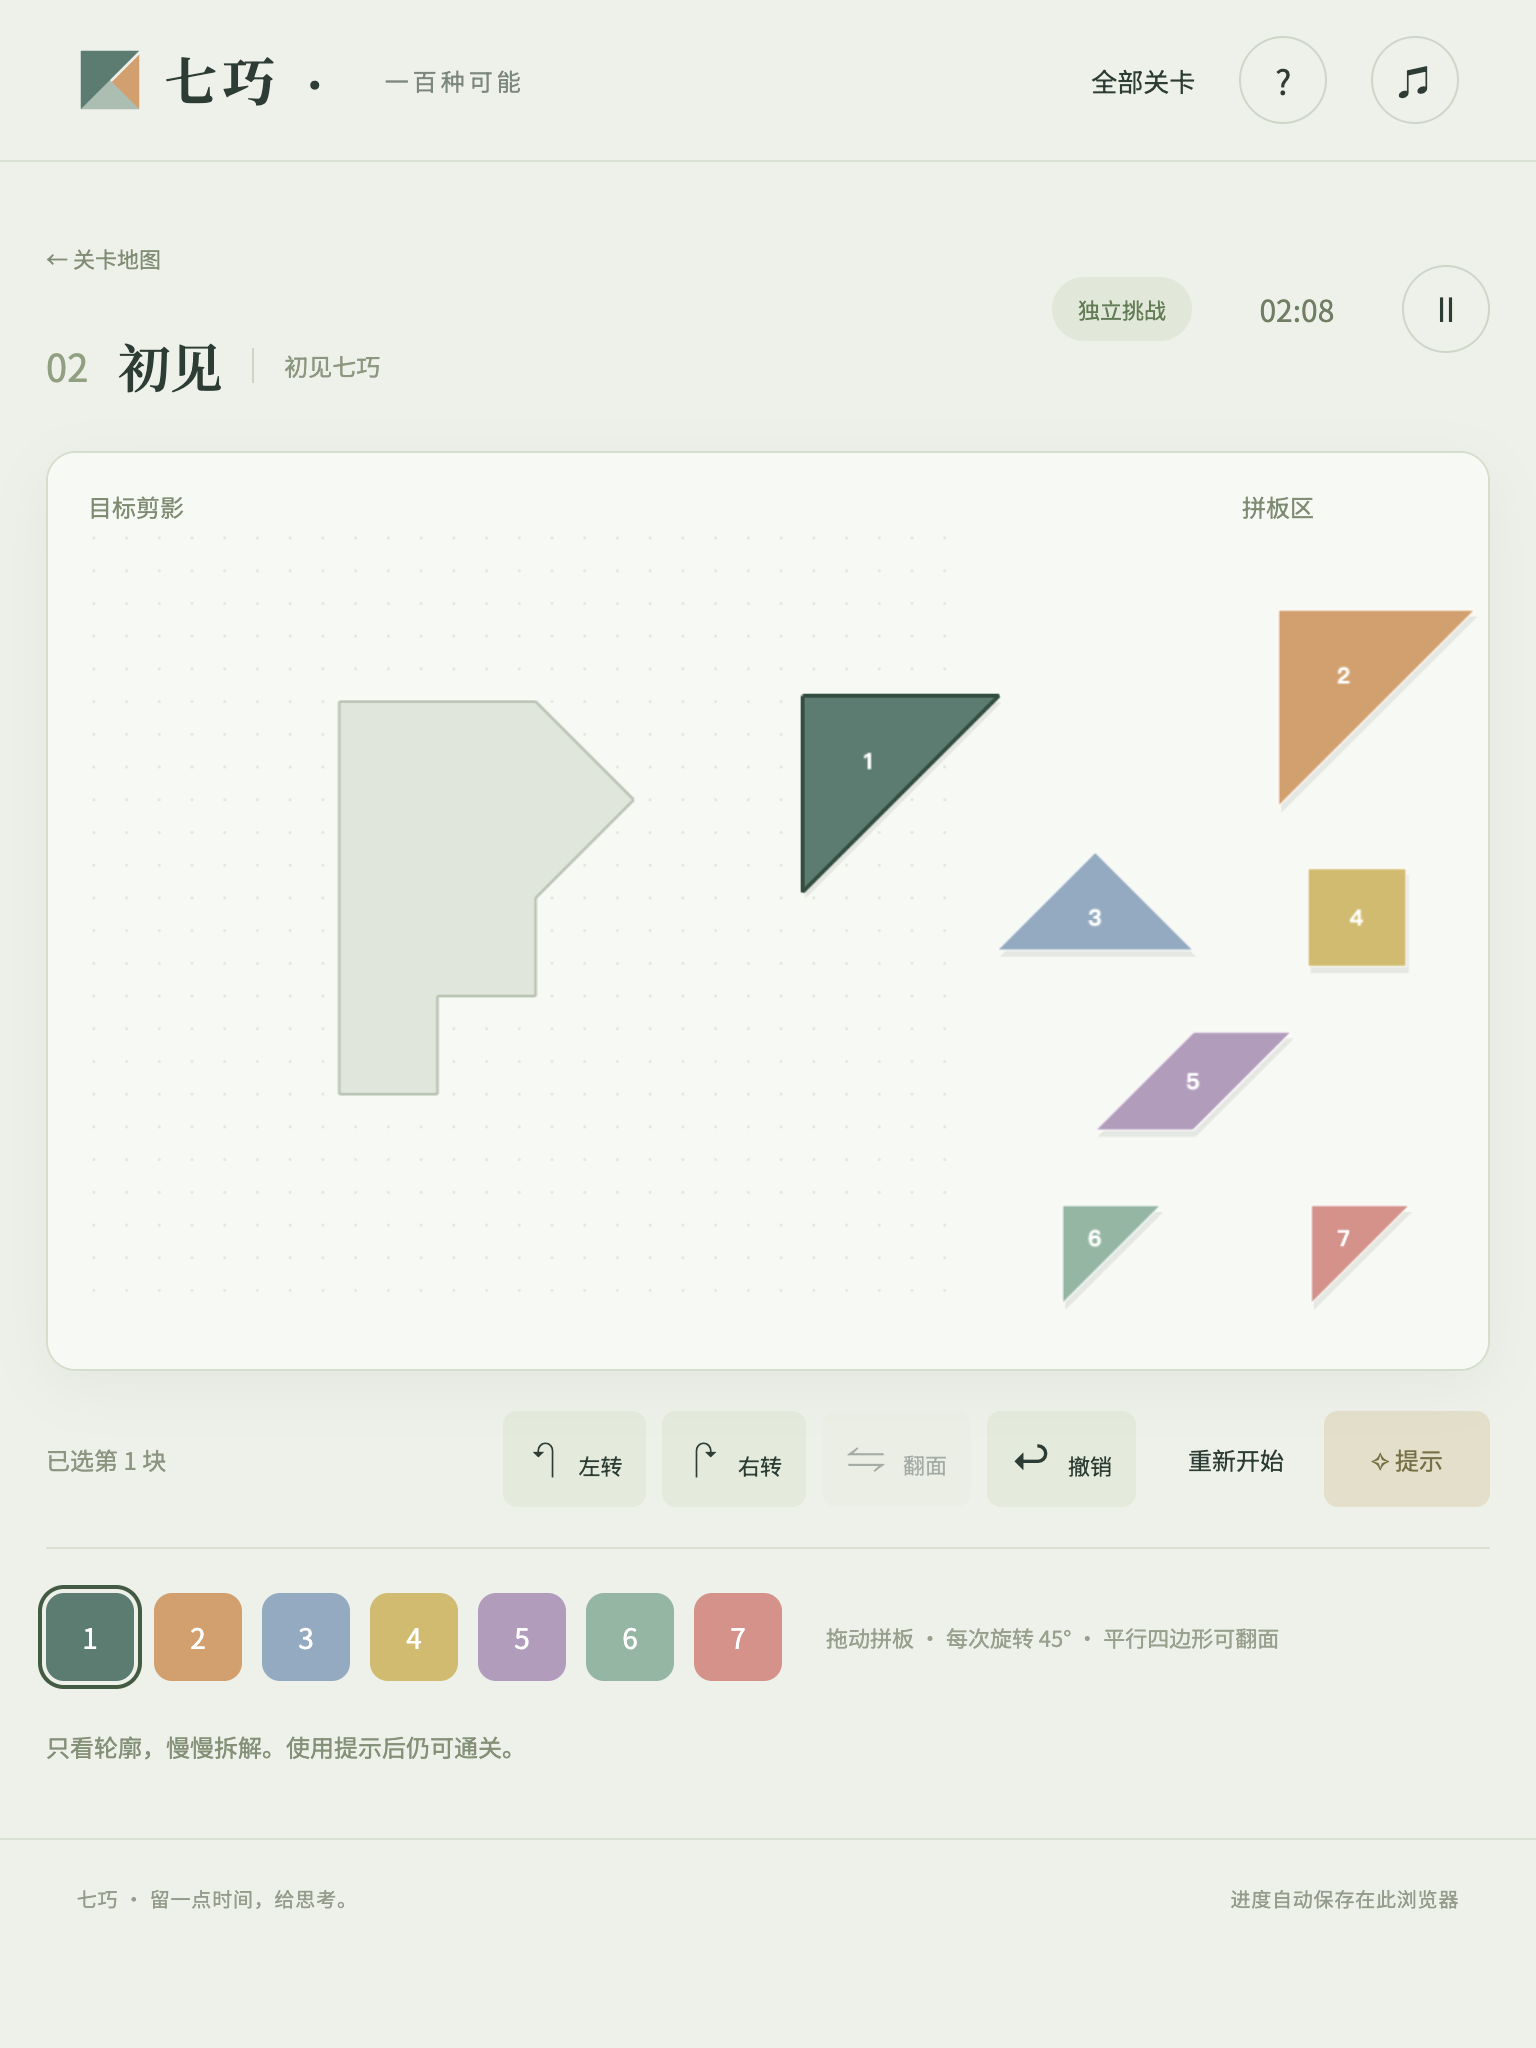 七巧 · 一百种可能
全部关卡
?
← 关卡地图
独立挑战
02:08
02 初见 初见七巧
目标剪影
拼板区
2
1
3
4
5
6
7
已选第 1 块
左转
右转
翻面
撤销
重新开始
✧ 提示
1
2
3
4
5
6
7
拖动拼板 · 每次旋转 45° · 平行四边形可翻面
只看轮廓，慢慢拆解。使用提示后仍可通关。
七巧 · 留一点时间，给思考。
进度自动保存在此浏览器